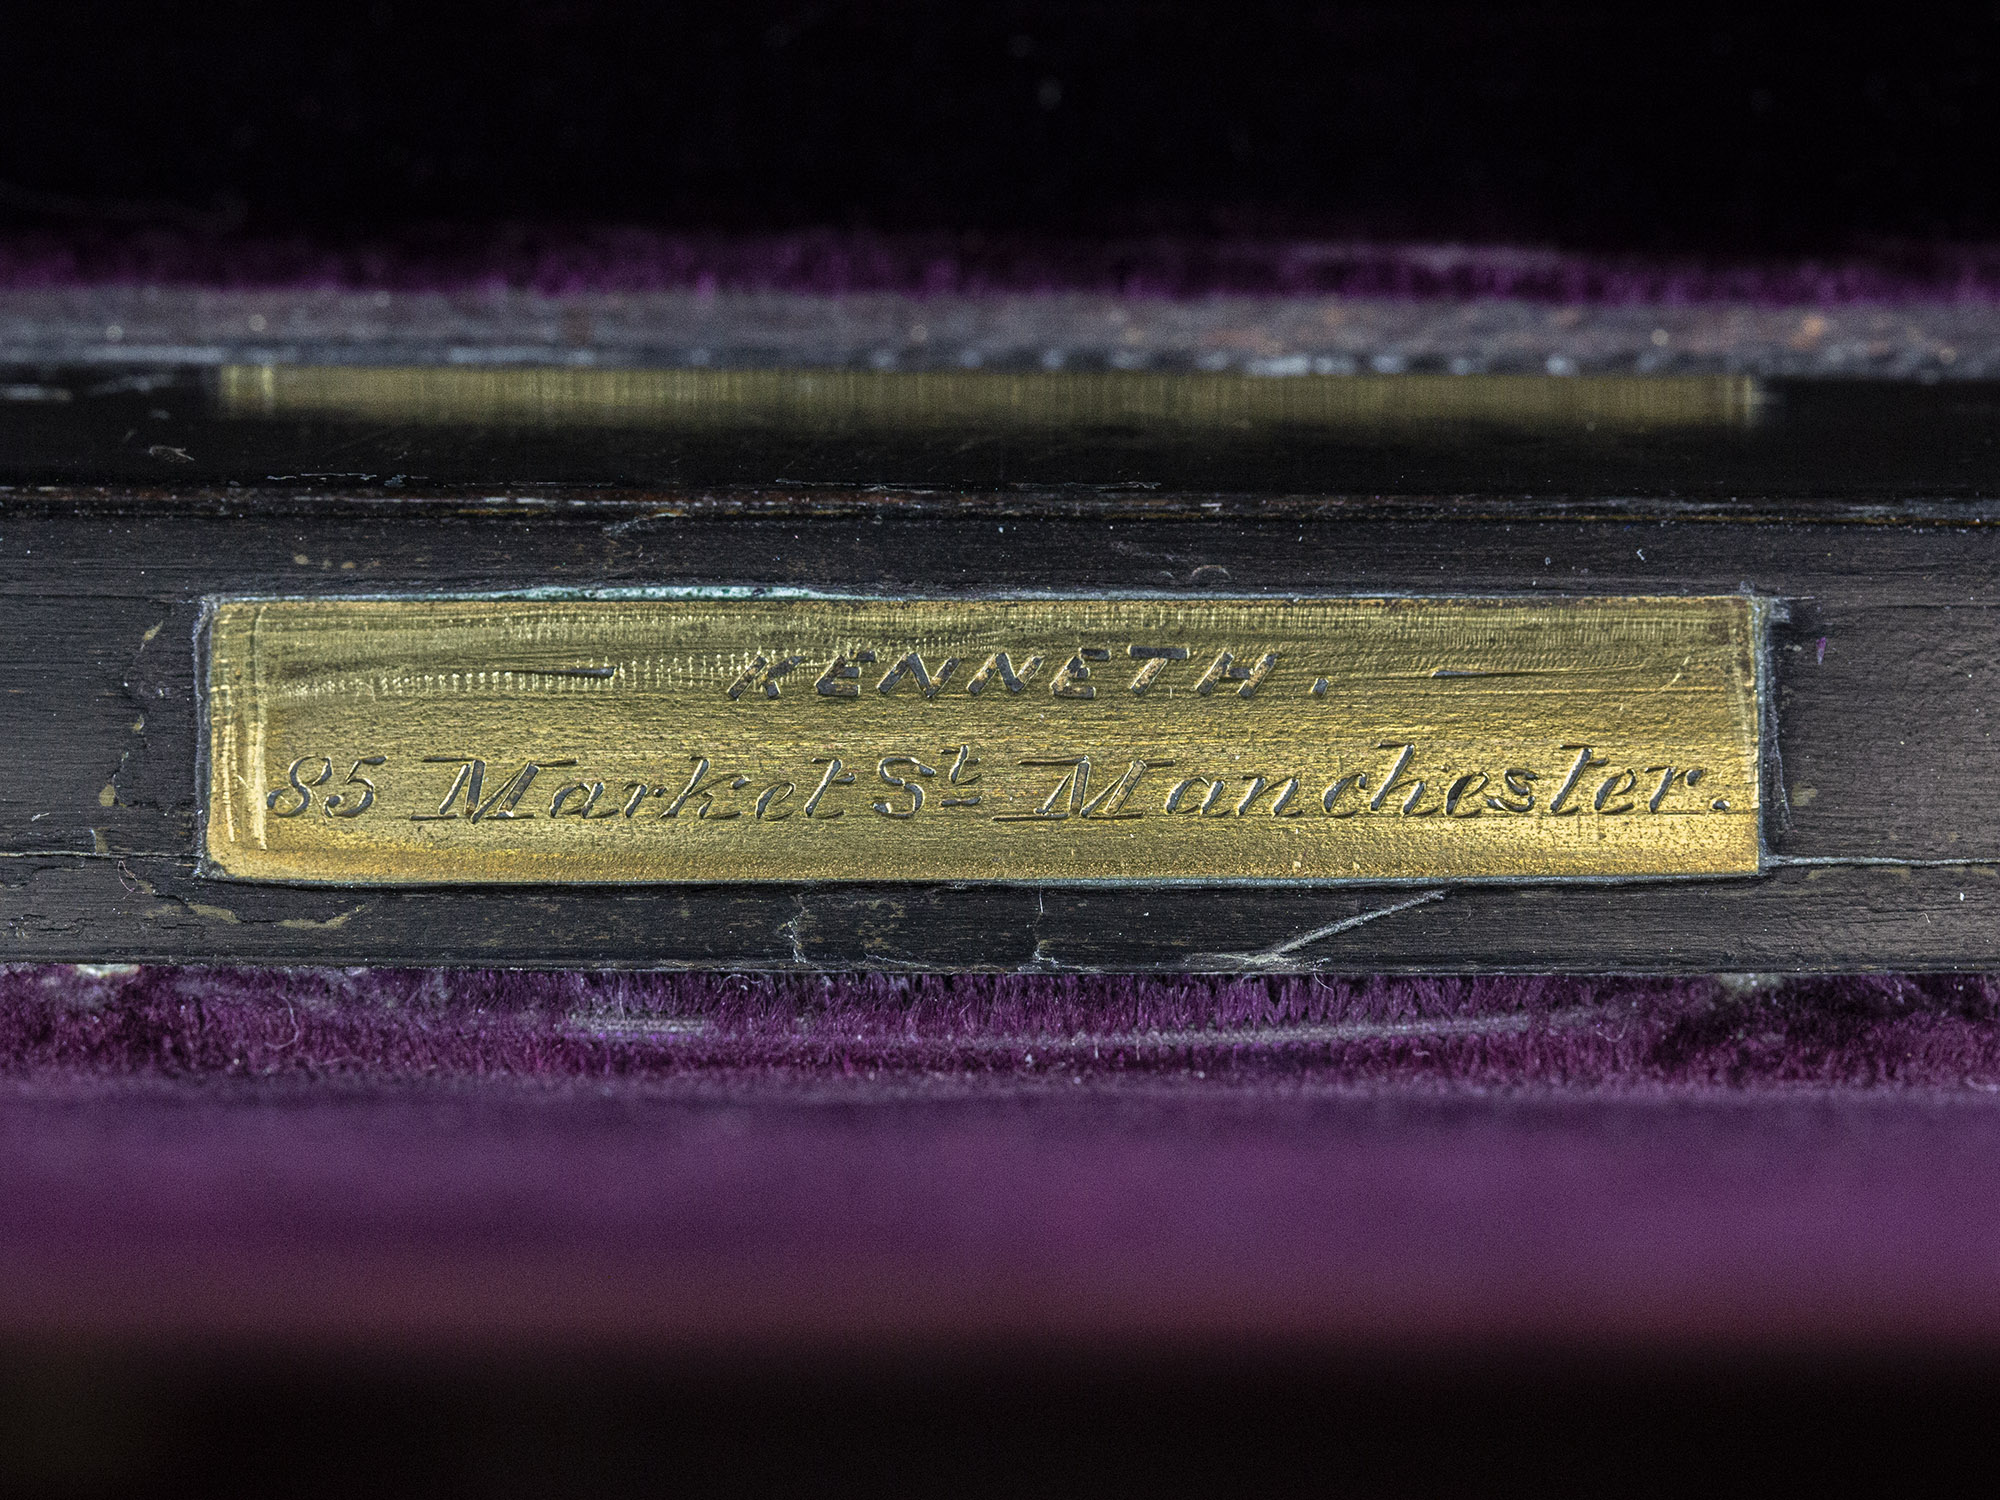 — KENNETH. —
85 Market St Manchester.